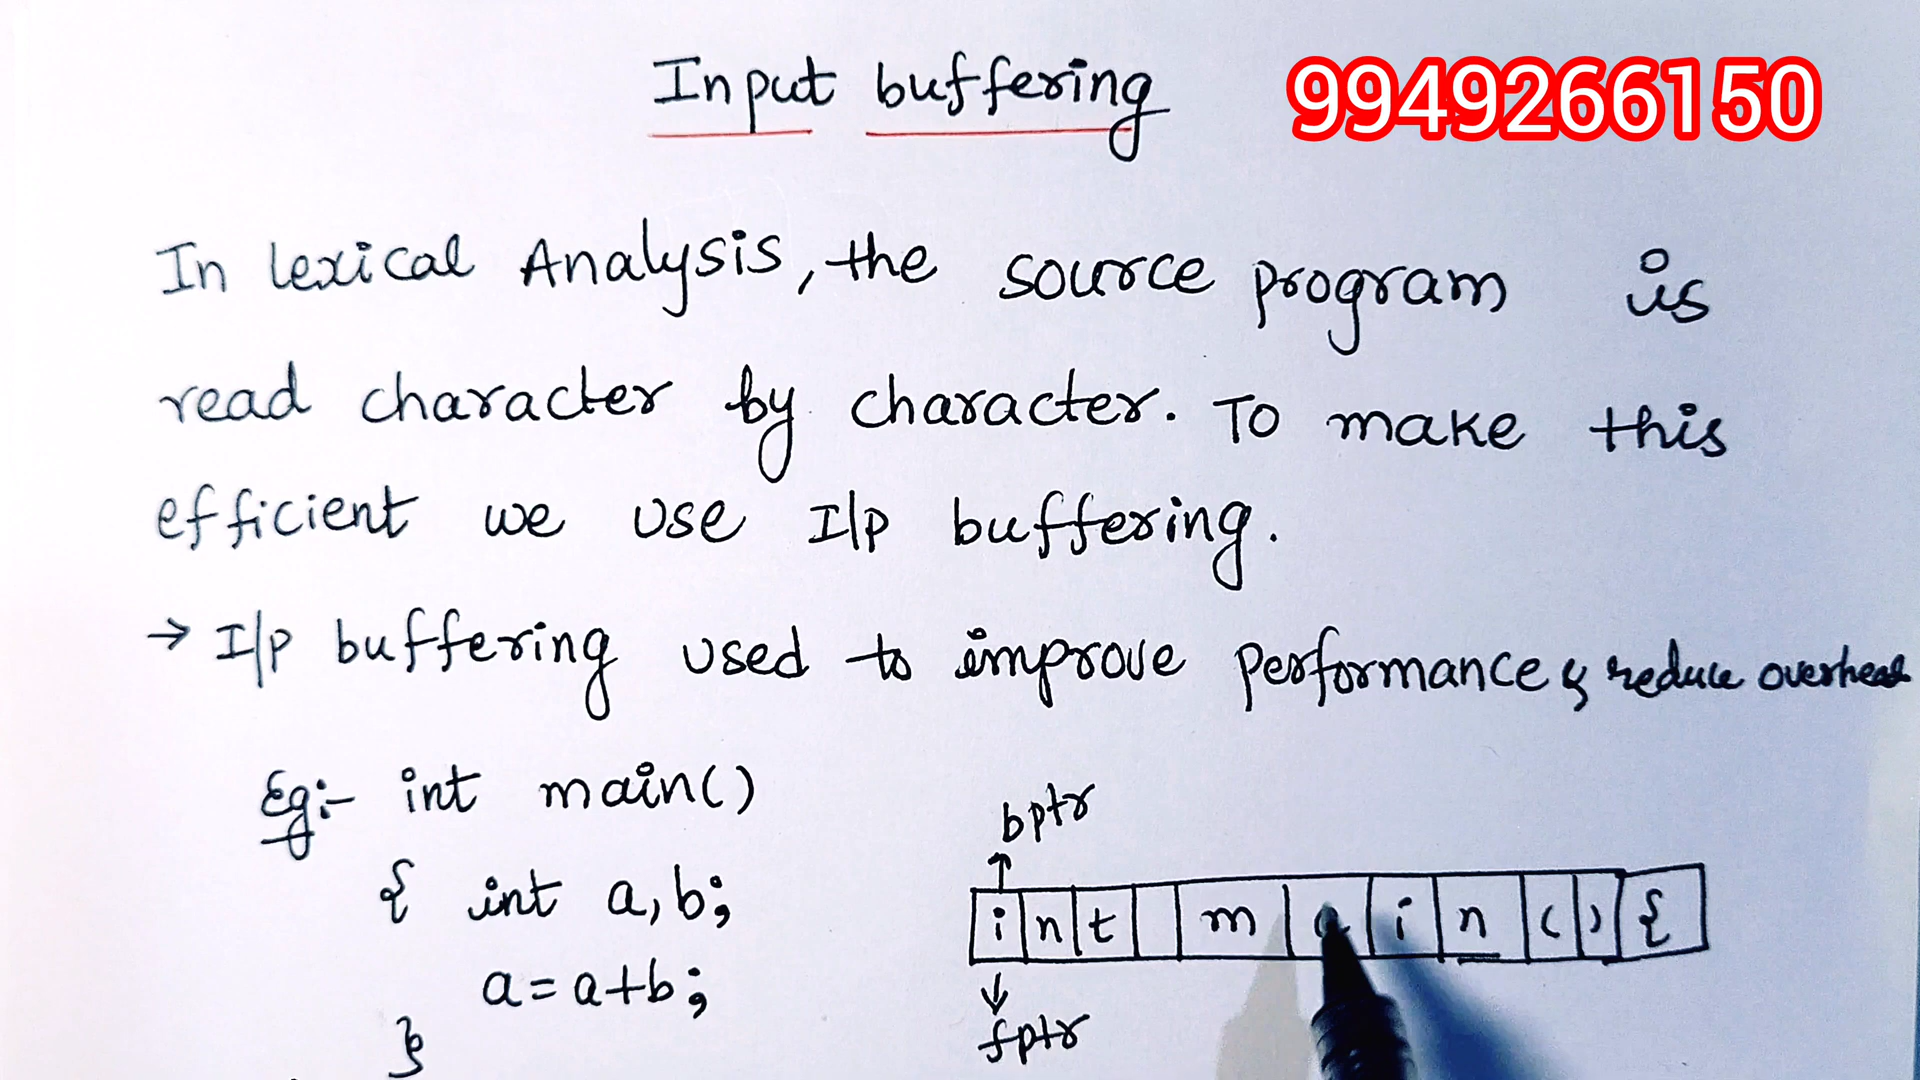 Input buffering
9949266150
In lexical Analysis, the source program is
read character by character. To make this
efficient we use I/p buffering.
→ I/p buffering used to improve performance & reduce overhead
Eg:- int main()
{ int a,b;
a=a+b;
}
bptr
i n t m a i n ( ) {
fptr